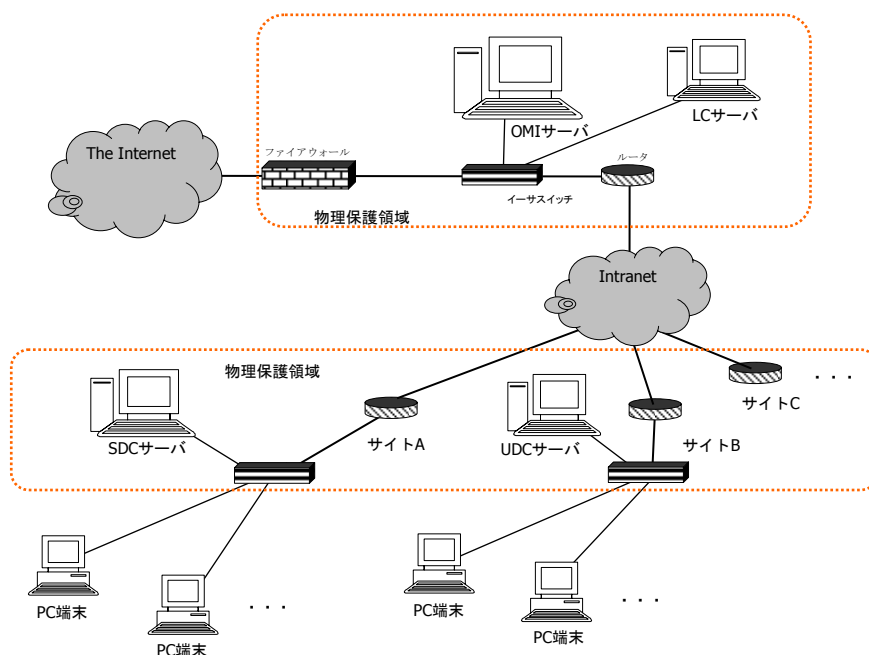 OMIサーバ
LCサーバ
The Internet
ファイアウォール
ルータ
イーサスイッチ
物理保護領域
Intranet
物理保護領域
サイトC
・・・
サイトA
サイトB
SDCサーバ
UDCサーバ
PC端末
PC端末
・・・
PC端末
PC端末
・・・